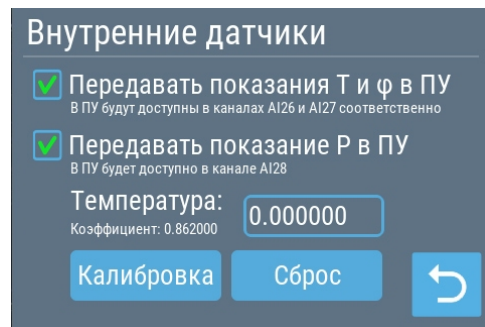 Внутренние датчики
Передавать показания T и φ в ПУ
В ПУ будут доступны в каналах AI26 и AI27 соответственно
Передавать показание P в ПУ
В ПУ будет доступно в канале AI28
Температура:
Коэффициент: 0.862000
0.000000
Калибровка
Сброс